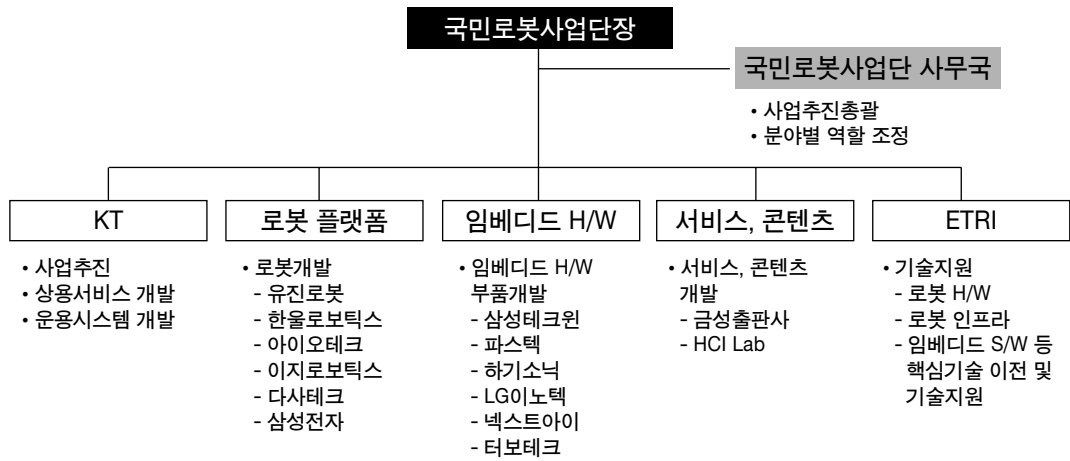 국민로봇사업단장
국민로봇사업단 사무국
• 사업추진총괄
• 분야별 역할 조정
KT
• 사업추진
• 상용서비스 개발
• 운용시스템 개발
로봇 플랫폼
• 로봇개발
- 유진로봇
- 한울로보틱스
- 아이오테크
- 이지로보틱스
- 다사테크
- 삼성전자
임베디드 H/W
• 임베디드 H/W
부품개발
- 삼성테크윈
- 파스텍
- 하기소닉
- LG이노텍
- 넥스트아이
- 터보테크
서비스, 콘텐츠
• 서비스, 콘텐츠
개발
- 금성출판사
- HCI Lab
ETRI
• 기술지원
- 로봇 H/W
- 로봇 인프라
- 임베디드 S/W 등
핵심기술 이전 및
기술지원